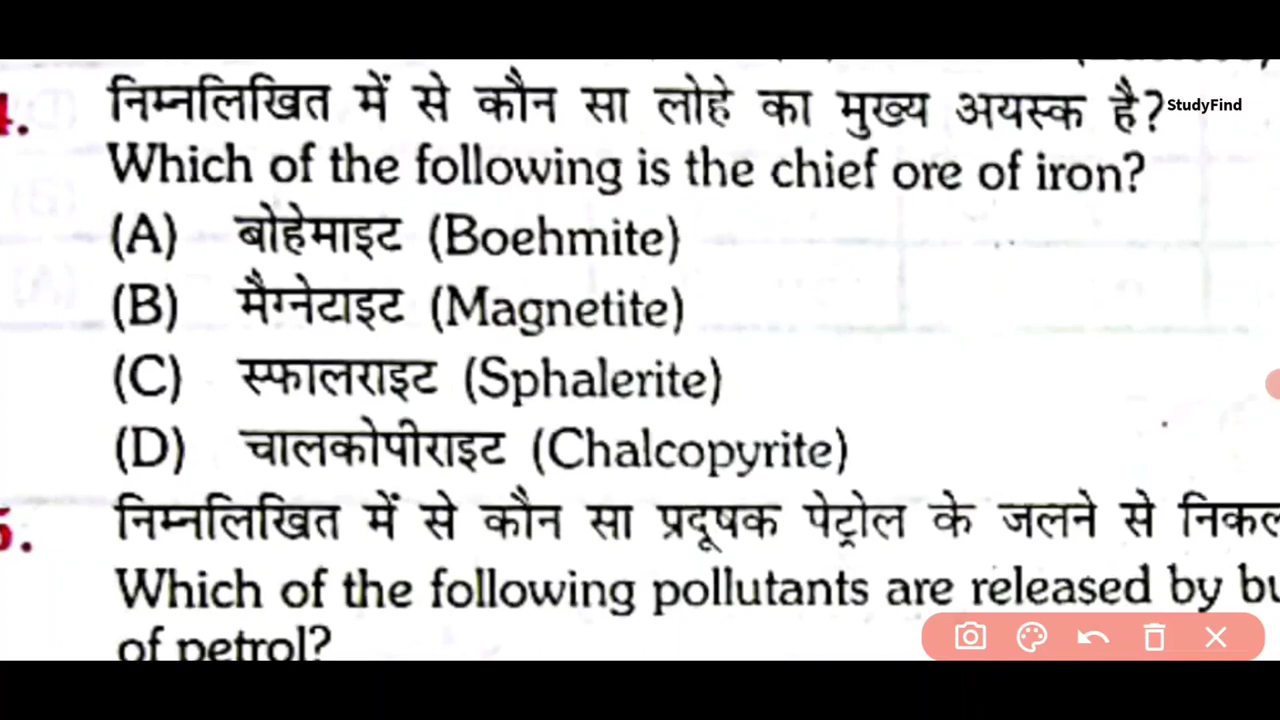 4. निम्नलिखित में से कौन सा लोहे का मुख्य अयस्क है? StudyFind
Which of the following is the chief ore of iron?
(A) बोहेमाइट (Boehmite)
(B) मैग्नेटाइट (Magnetite)
(C) स्फालराइट (Sphalerite)
(D) चालकोपीराइट (Chalcopyrite)
5. निम्नलिखित में से कौन सा प्रदूषक पेट्रोल के जलने से
Which of the following pollutants are released by
of petrol?